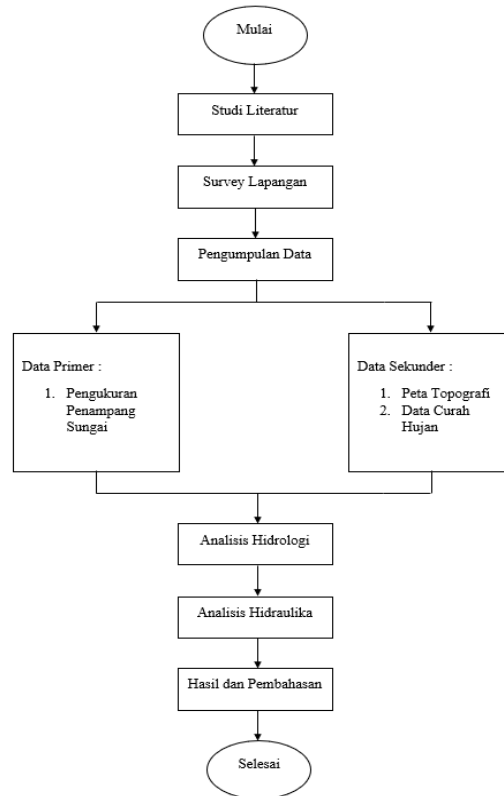 Mulai
Studi Literatur
Survey Lapangan
Pengumpulan Data
Data Primer :
1. Pengukuran
Penampang
Sungai
Data Sekunder :
1. Peta Topografi
2. Data Curah
Hujan
Analisis Hidrologi
Analisis Hidraulika
Hasil dan Pembahasan
Selesai